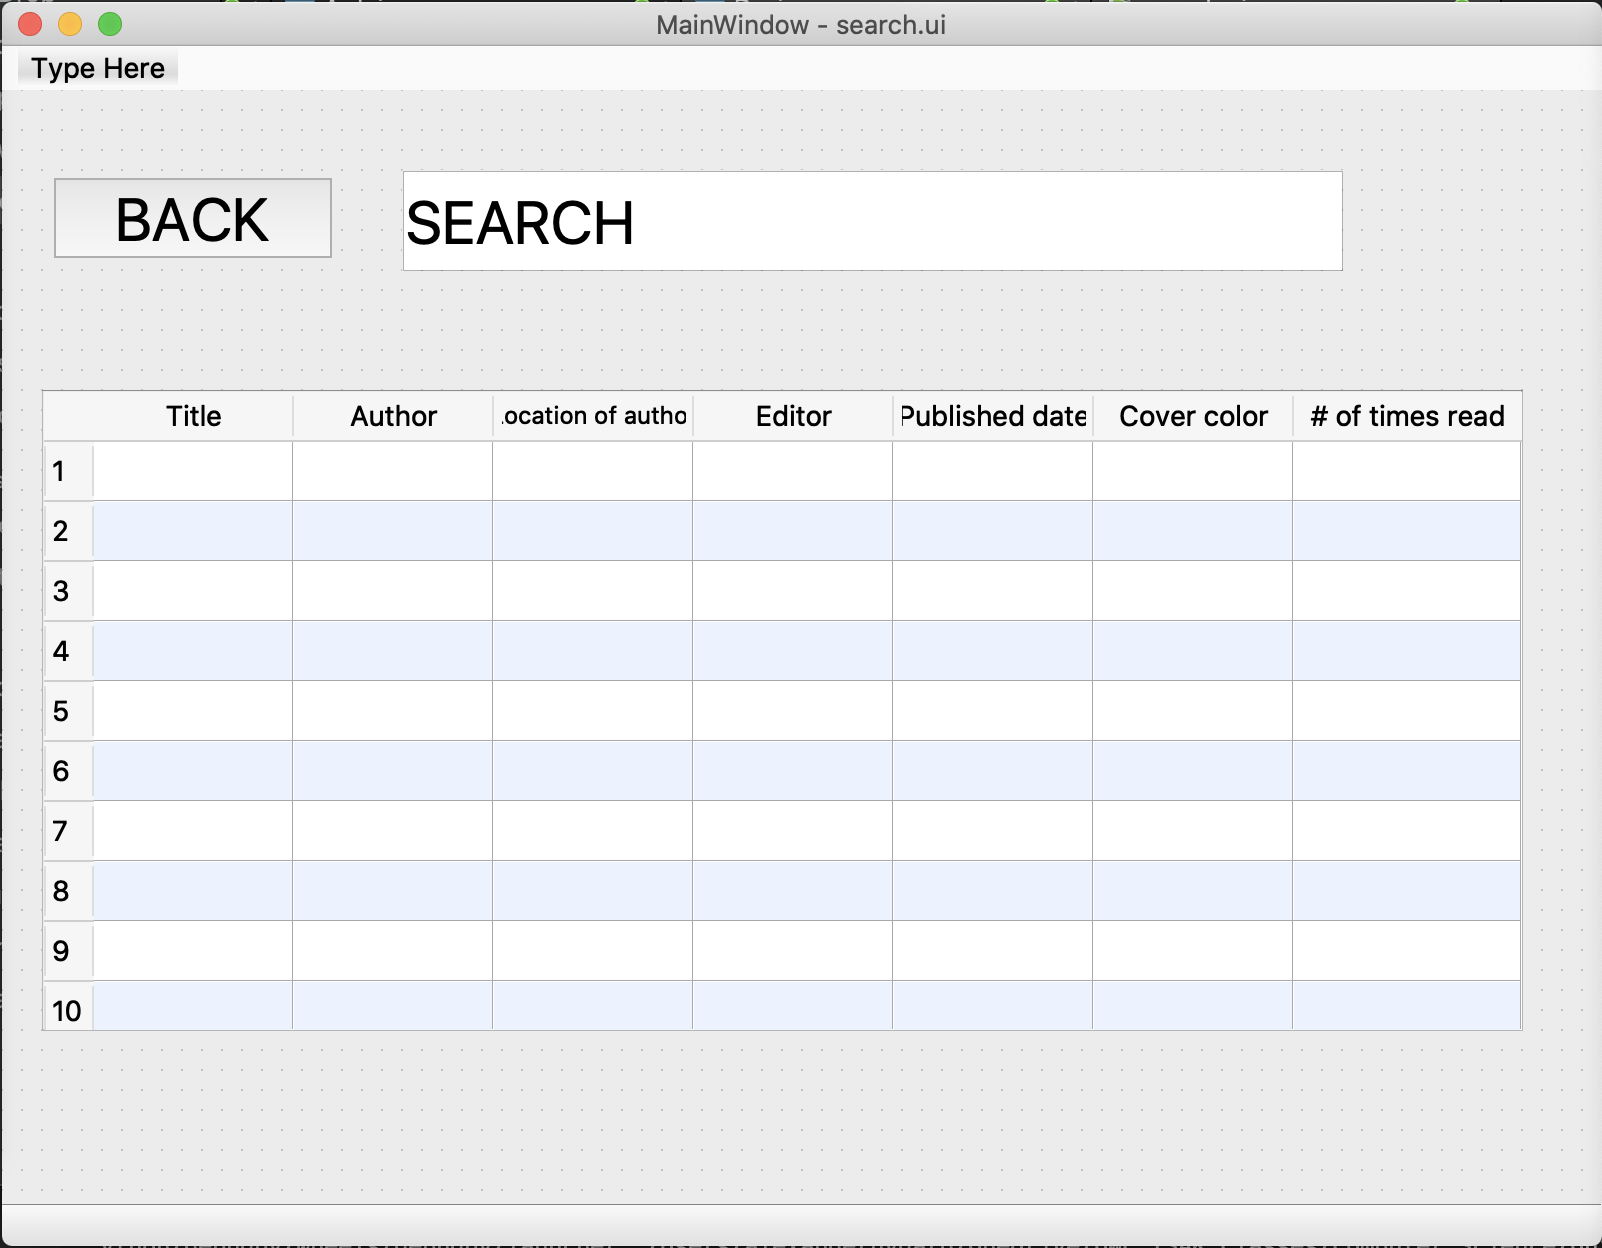 MainWindow - search.ui
Type Here
BACK
SEARCH
Title Author ocation of autho Editor Published date Cover color # of times read
1
2
3
4
5
6
7
8
9
10